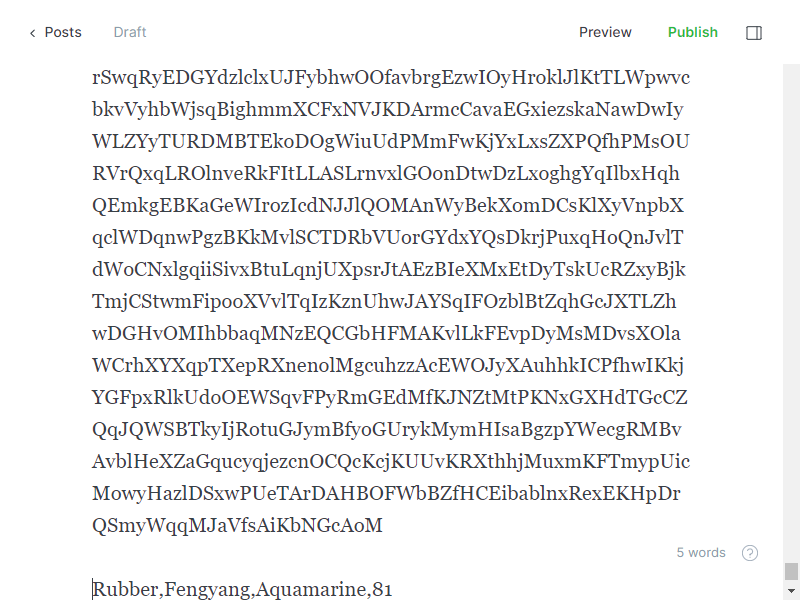 Posts
Draft
Preview
Publish
rSwqRyEDGYdzlclxUJFybhwOOfavbrgEzwIOyHroklJlKtTLWpwvc
bkvVyhbWjsqBighmmXCFxNVJKDArmcCavaEGxiezskaNawDwIy
WLZYyTURDMBTEkoDOgWiuUdPMmFwKjYxLxsZXPQfhPMsOU
RVrQxqLROlnveRkFItLLASLrnvxlGOonDtwDzLxoghgYqIlbxHqh
QEmkgEBKaGeWIrozIcdNJJlQOMAnWyBekXomDCsKlXyVnpbX
qclWDqnwPgzBKkMvlSCTDRbVUorGYdxYQsDkrjPuxqHoQnJvlT
dWoCNxlgqiiSivxBtuLqnjUXpsrJtAEzBIeXMxEtDyTskUcRZxyBjk
TmjCStwmFipooXVvlTqIzKznUhwJAYSqIFOzblBtZqhGcJXTLZh
wDGHvOMIhbbaqMNzEQCGbHFMAKvlLkFEvpDyMsMDvsXOla
WCrhXYXqpTXepRXnenolMgcuhzzAcEWOJyXAuhhkICPfhwIKkj
YGFpxRlkUdoOEWSqvFPyRmGEdMfKJNZtMtPKNxGXHdTGcCZ
QqJQWSBTkyIjRotuGJymBfyoGUrykMymHIsaBgzpYWecgRMBv
AvblHeXZaGqucyqjezcnOCQcKcjKUUvKRXthhjMuxmKFTmypUic
MowyHazlDSxwPUeTArDAHBOFWbBZfHCEibablnxRexEKHpDr
QSmyWqqMJaVfsAiKbNGcAoM
5 words
?
Rubber,Fengyang,Aquamarine,81